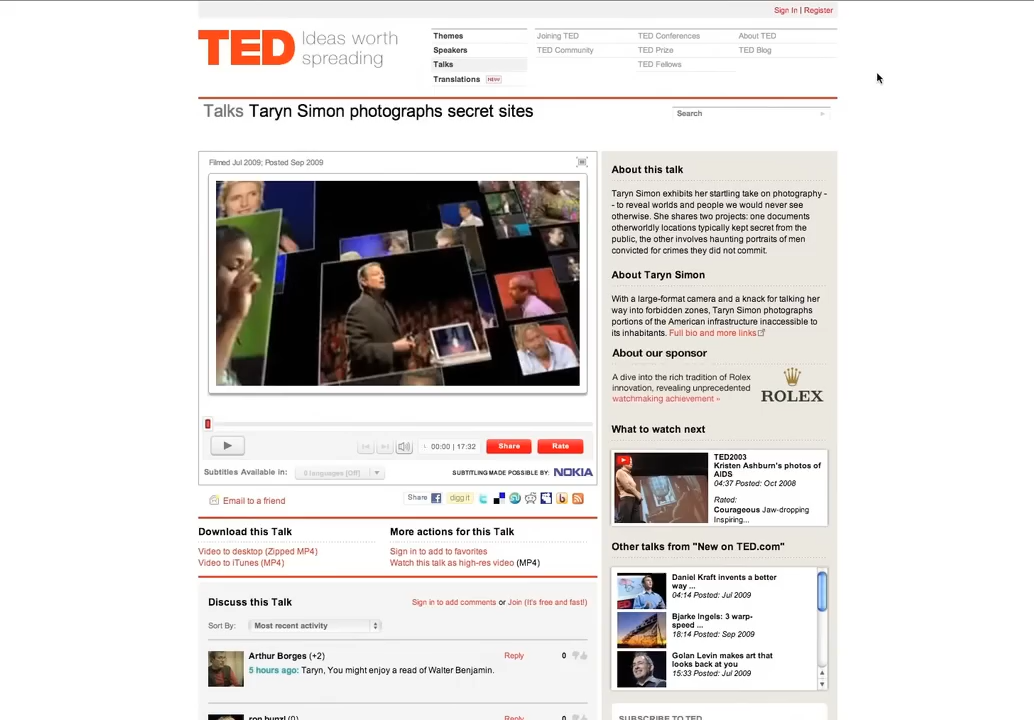 Sign In | Register
TED Ideas worth spreading
Themes
Speakers
Talks
Translations NEW
Joining TED
TED Community
TED Conferences
TED Prize
TED Fellows
About TED
TED Blog
Talks Taryn Simon photographs secret sites
Search
Filmed Jul 2009; Posted Sep 2009
00:00 | 17:32
Share
Rate
Subtitles Available in:
9 languages [Off]
SUBTITLING MADE POSSIBLE BY: NOKIA
Email to a friend
Share
digg it
Download this Talk
Video to desktop (Zipped MP4)
Video to iTunes (MP4)
More actions for this Talk
Sign in to add to favorites
Watch this talk as high-res video (MP4)
Discuss this Talk
Sign in to add comments or Join (It's free and fast!)
Sort By:
Most recent activity
Arthur Borges (+2)
Reply
0
5 hours ago: Taryn, You might enjoy a read of Walter Benjamin.
ron bunzl (0)
Reply
0
About this talk
Taryn Simon exhibits her startling take on photography -
- to reveal worlds and people we would never see
otherwise. She shares two projects: one documents
otherworldly locations typically kept secret from the
public, the other involves haunting portraits of men
convicted for crimes they did not commit.
About Taryn Simon
With a large-format camera and a knack for talking her
way into forbidden zones, Taryn Simon photographs
portions of the American infrastructure inaccessible to
its inhabitants. Full bio and more links
About our sponsor
A dive into the rich tradition of Rolex
innovation, revealing unprecedented
watchmaking achievement »
ROLEX
What to watch next
TED2003
Kristen Ashburn's photos of
AIDS
04:37 Posted: Oct 2008
Rated:
Courageous Jaw-dropping
Inspiring...
Other talks from "New on TED.com"
Daniel Kraft invents a better
way ...
04:14 Posted: Jul 2009
Bjarke Ingels: 3 warp-
speed ...
18:14 Posted: Sep 2009
Golan Levin makes art that
looks back at you
15:33 Posted: Jul 2009
SUBSCRIBE TO TED